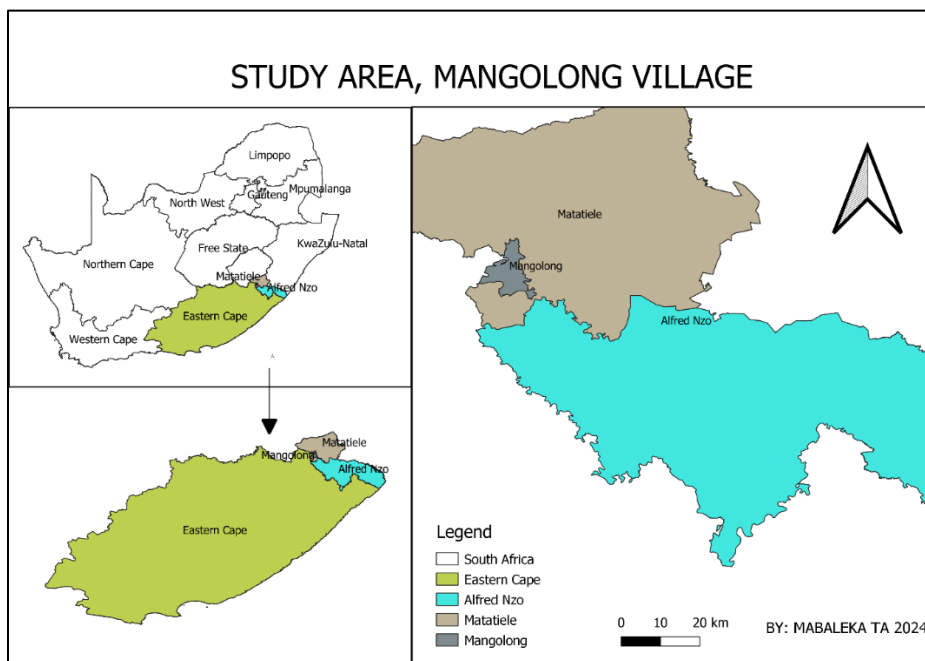 STUDY AREA, MANGOLONG VILLAGE
Limpopo
Mpumalanga
Gauteng
North West
Free State
KwaZulu-Natal
Northern Cape
Matatiele
Alfred Nzo
Eastern Cape
Western Cape
A
Matatiele
Mangolong
Alfred Nzo
Eastern Cape
Matatiele
Mangolong
Alfred Nzo
Legend
South Africa
Eastern Cape
Alfred Nzo
Matatiele
Mangolong
0 10 20 km
BY: MABALEKA TA 2024